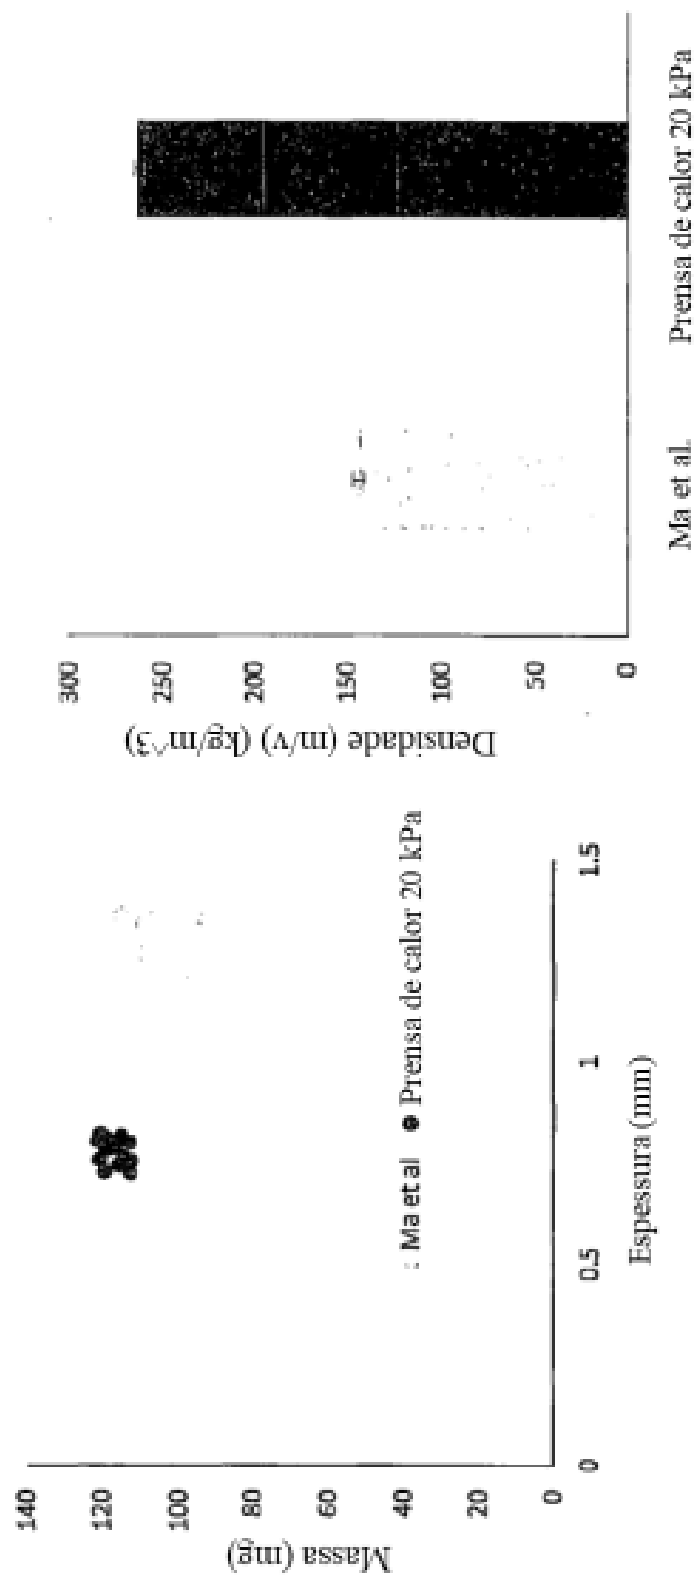 Massa (mg)
140
120
100
80
60
40
20
0
Ma et al
Prensa de calor 20 kPa
0
0.5
1
1.5
Espessura (mm)
Densidade (m/v) (kg/m^3)
300
250
200
150
100
50
0
Ma et al.
Prensa de calor 20 kPa